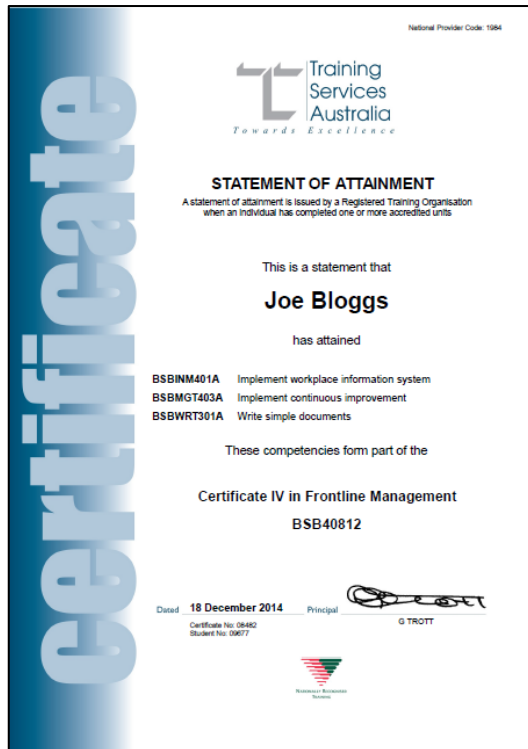 National Provider Code: 1984
Training
Services
Australia
Towards Excellence
certificate
STATEMENT OF ATTAINMENT
A statement of attainment is issued by a Registered Training Organisation
when an individual has completed one or more accredited units
This is a statement that
Joe Bloggs
has attained
BSBINM401A Implement workplace information system
BSBMGT403A Implement continuous improvement
BSBWRT301A Write simple documents
These competencies form part of the
Certificate IV in Frontline Management
BSB40812
Dated 18 December 2014 Principal
G TROTT
Certificate No: 08482
Student No: 09677
NATIONALLY RECOGNISED
TRAINING